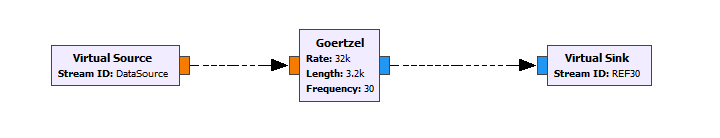 Virtual Source
Stream ID: DataSource
Goertzel
Rate: 32k
Length: 3.2k
Frequency: 30
Virtual Sink
Stream ID: REF30